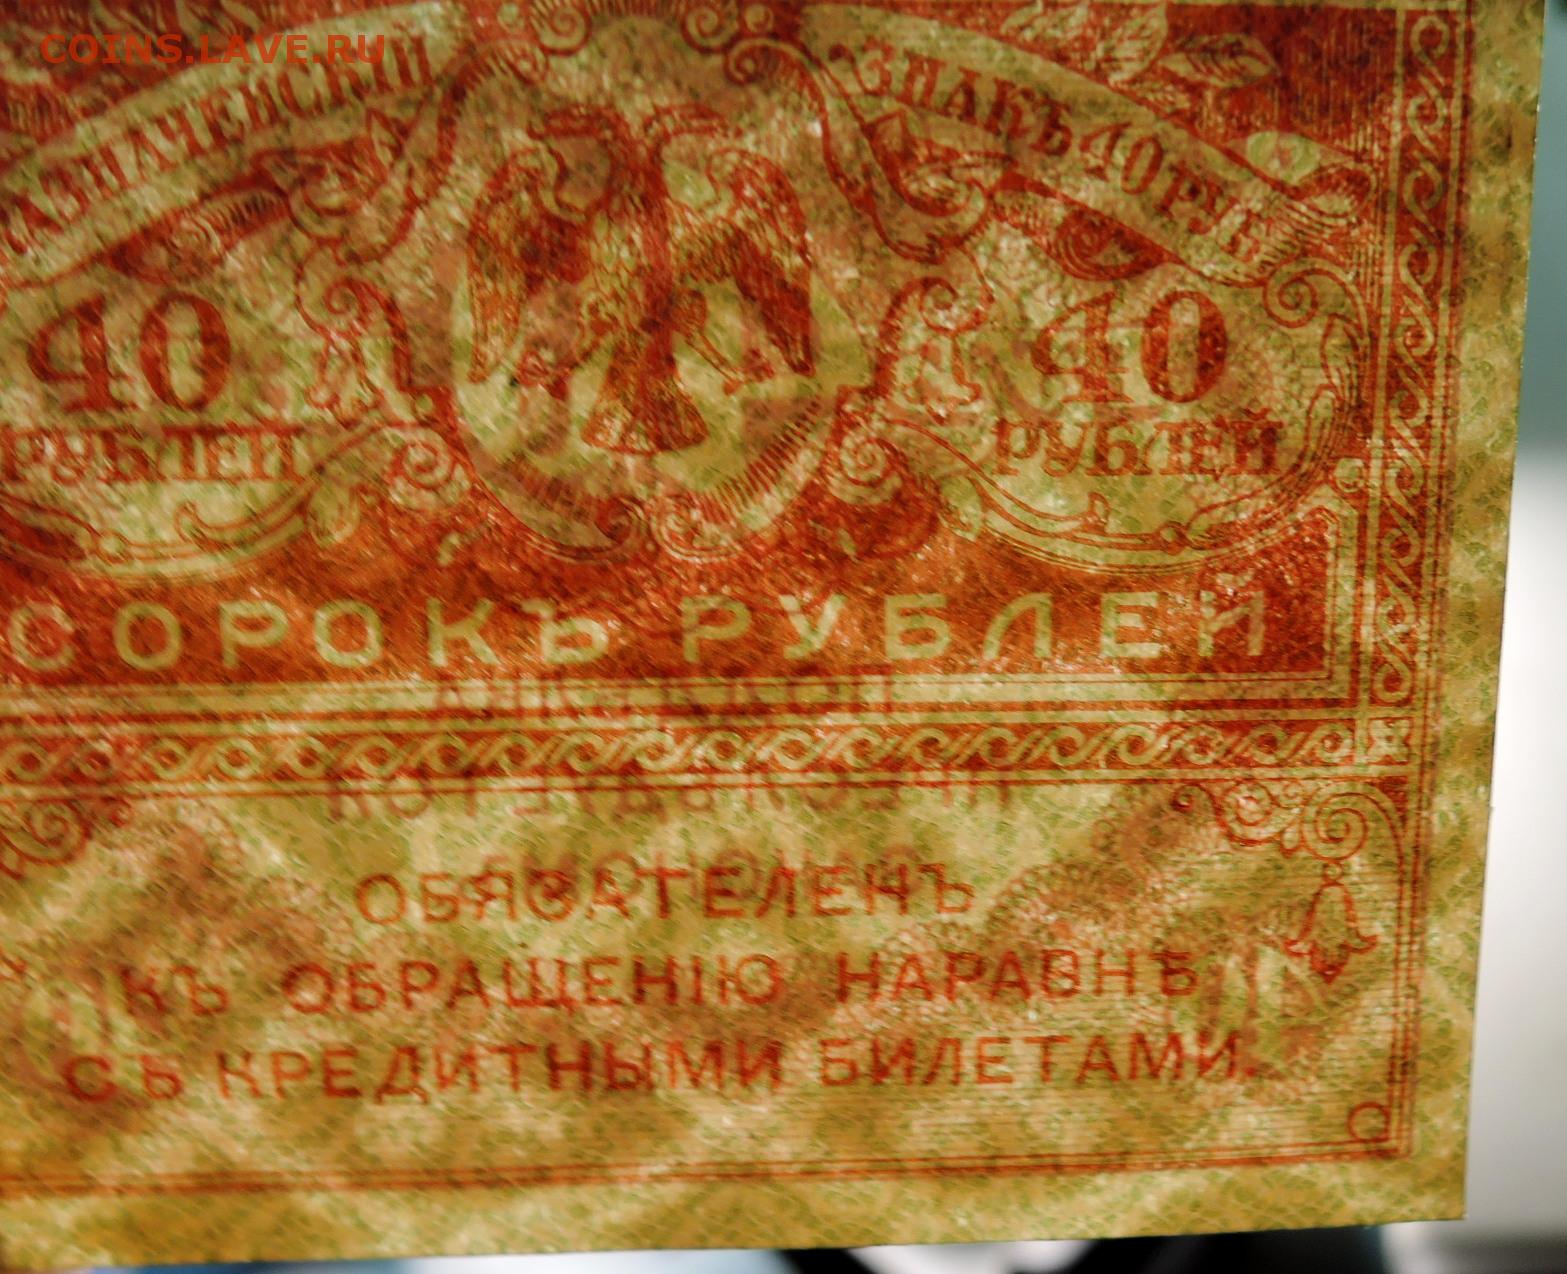 COINS.LAVE.RU
КАЗНАЧЕЙСКІЙ ЗНАКЪ 40 РУБ
40 40
РУБЛЕЙ РУБЛЕЙ
СОРОКЪ РУБЛЕЙ
ОБЯЗАТЕЛЕНЪ
КЪ ОБРАЩЕНІЮ НАРАВНѢ
СЪ КРЕДИТНЫМИ БИЛЕТАМИ.